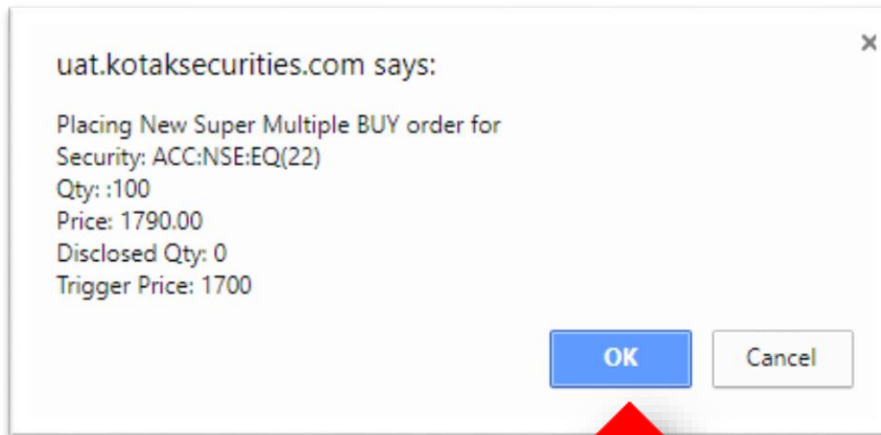 uat.kotaksecurities.com says:
Placing New Super Multiple BUY order for
Security: ACC:NSE:EQ(22)
Qty: :100
Price: 1790.00
Disclosed Qty: 0
Trigger Price: 1700
OK Cancel